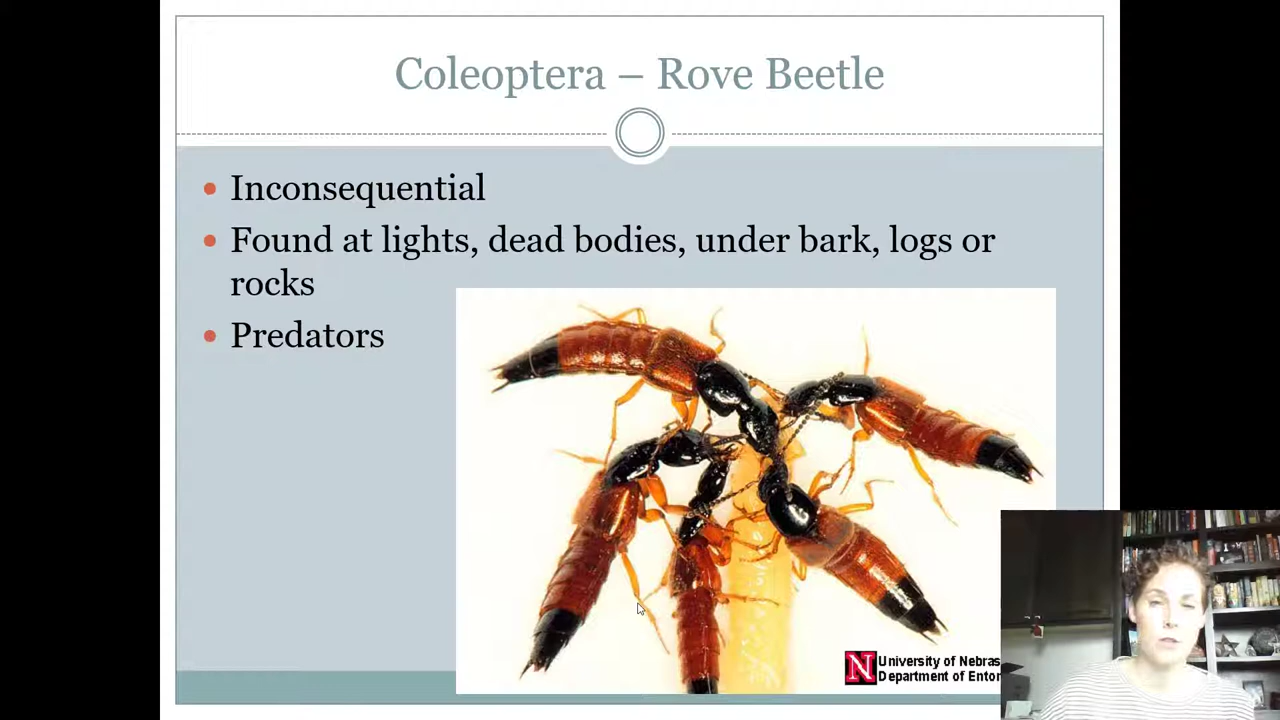 Coleoptera – Rove Beetle
Inconsequential
Found at lights, dead bodies, under bark, logs or
rocks
Predators
N
University of Nebras
Department of Entor